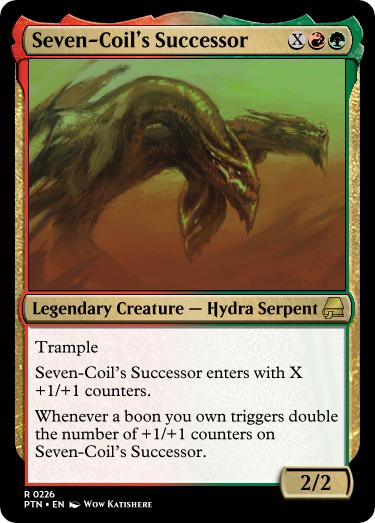 Seven-Coil's Successor X
Legendary Creature — Hydra Serpent
Trample
Seven-Coil's Successor enters with X
+1/+1 counters.
Whenever a boon you own triggers double
the number of +1/+1 counters on
Seven-Coil's Successor.
2/2
R 0226
PTN • EN Wow Katishere